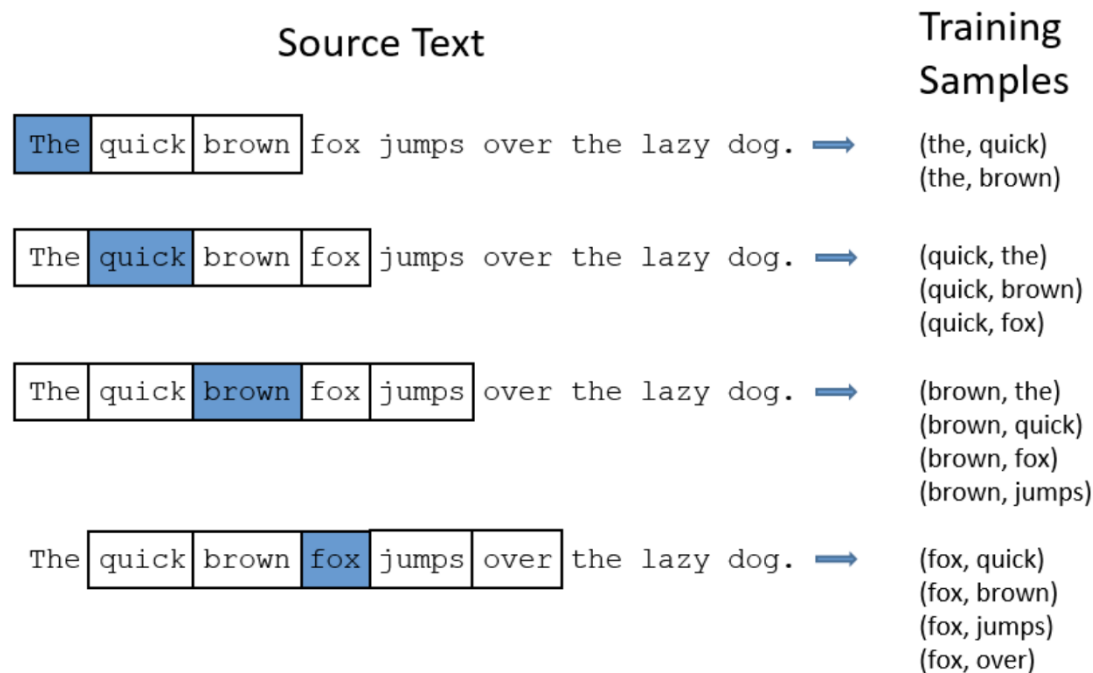 Source Text
Training
Samples
The quick brown fox jumps over the lazy dog.
(the, quick)
(the, brown)
The quick brown fox jumps over the lazy dog.
(quick, the)
(quick, brown)
(quick, fox)
The quick brown fox jumps over the lazy dog.
(brown, the)
(brown, quick)
(brown, fox)
(brown, jumps)
The quick brown fox jumps over the lazy dog.
(fox, quick)
(fox, brown)
(fox, jumps)
(fox, over)